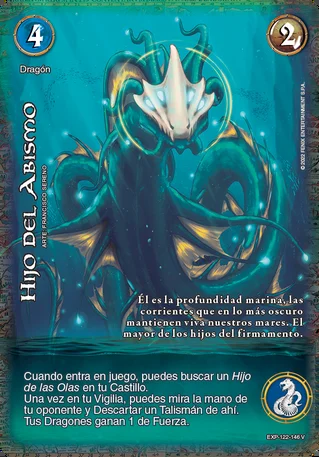 4
2
Dragón
HIJO DEL ABISMO
ARTE: FRANCISCO SERENO
© 2022 FENIX ENTERTAINMENT S.P.A.
Él es la profundidad marina, las
corrientes que en lo más oscuro
mantienen viva nuestros mares. El
mayor de los hijos del firmamento.
Cuando entra en juego, puedes buscar un Hijo
de las Olas en tu Castillo.
Una vez en tu Vigilia, puedes mira la mano de
tu oponente y Descartar un Talismán de ahí.
Tus Dragones ganan 1 de Fuerza.
EXP-122-146 V